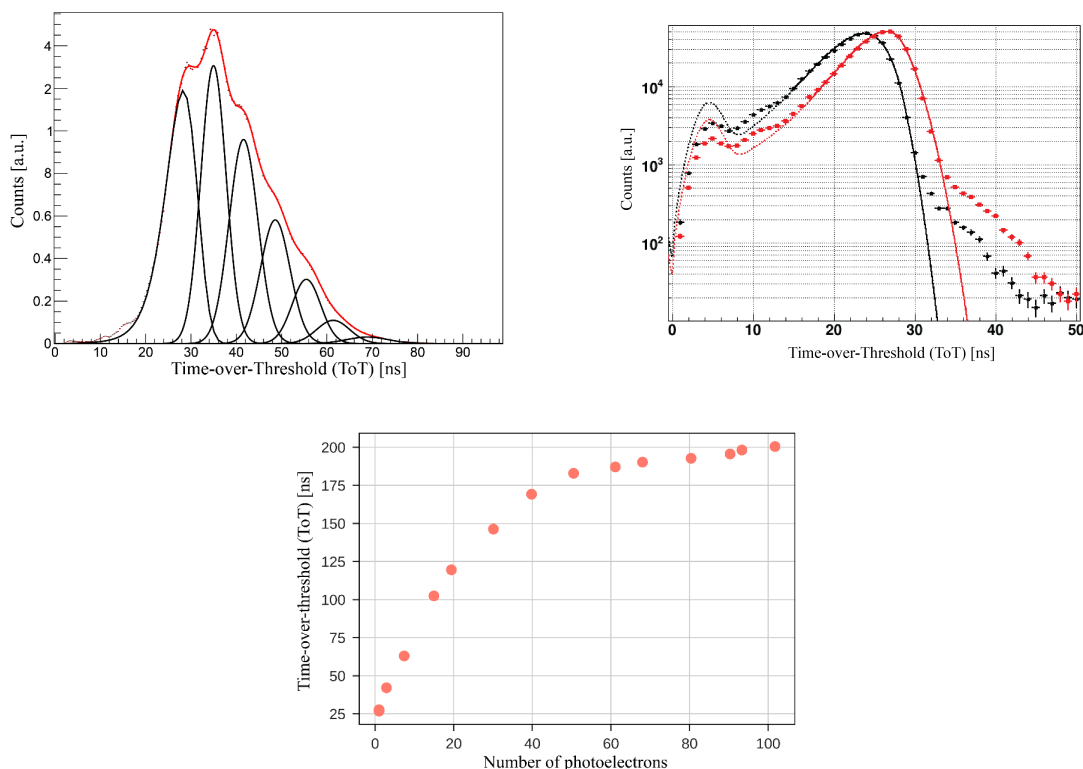 4
2
1
8
0.6
0.4
0.2
0
Counts [a.u.]
0 10 20 30 40 50 60 70 80 90
Time-over-Threshold (ToT) [ns]
10⁴
10³
10²
Counts [a.u.]
0 10 20 30 40 50
Time-over-Threshold (ToT) [ns]
200
175
150
125
100
75
50
25
Time-over-threshold (ToT) [ns]
0 20 40 60 80 100
Number of photoelectrons